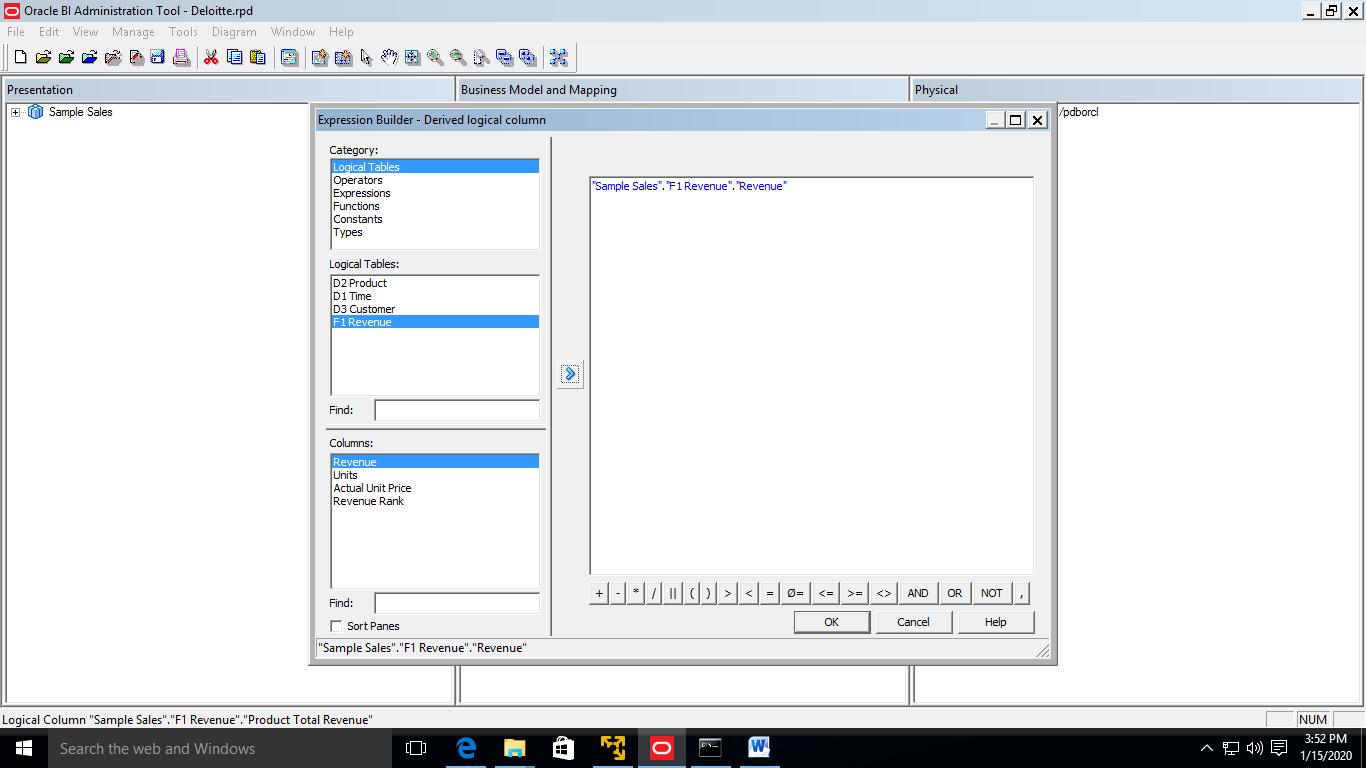 Oracle BI Administration Tool - Deloitte.rpd
File Edit View Manage Tools Diagram Window Help
Presentation
Business Model and Mapping
Physical
Sample Sales
/pdborcl
Expression Builder - Derived logical column
Category:
Logical Tables
Operators
Expressions
Functions
Constants
Types
Logical Tables:
D2 Product
D1 Time
D3 Customer
F1 Revenue
Find:
Columns:
Revenue
Units
Actual Unit Price
Revenue Rank
Find:
Sort Panes
"Sample Sales"."F1 Revenue"."Revenue"
+ - * / || ( ) > < = Ø= <= >= <> AND OR NOT ,
OK Cancel Help
"Sample Sales"."F1 Revenue"."Revenue"
Logical Column "Sample Sales"."F1 Revenue"."Product Total Revenue"
NUM
Search the web and Windows
3:52 PM
1/15/2020